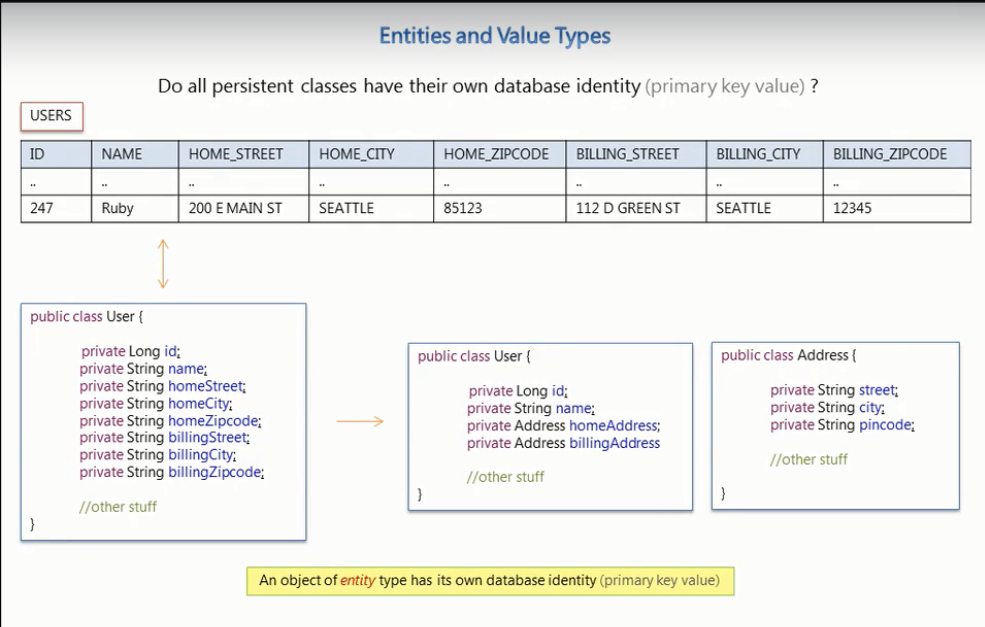 Entities and Value Types
Do all persistent classes have their own database identity (primary key value) ?
USERS
ID NAME HOME_STREET HOME_CITY HOME_ZIPCODE BILLING_STREET BILLING_CITY BILLING_ZIPCODE
.. .. .. .. .. .. .. ..
247 Ruby 200 E MAIN ST SEATTLE 85123 112 D GREEN ST SEATTLE 12345
public class User {
private Long id;
private String name;
private String homeStreet;
private String homeCity;
private String homeZipcode;
private String billingStreet;
private String billingCity;
private String billingZipcode;
//other stuff
}
public class User {
private Long id;
private String name;
private Address homeAddress;
private Address billingAddress
//other stuff
}
public class Address {
private String street;
private String city;
private String pincode;
//other stuff
}
An object of entity type has its own database identity (primary key value)